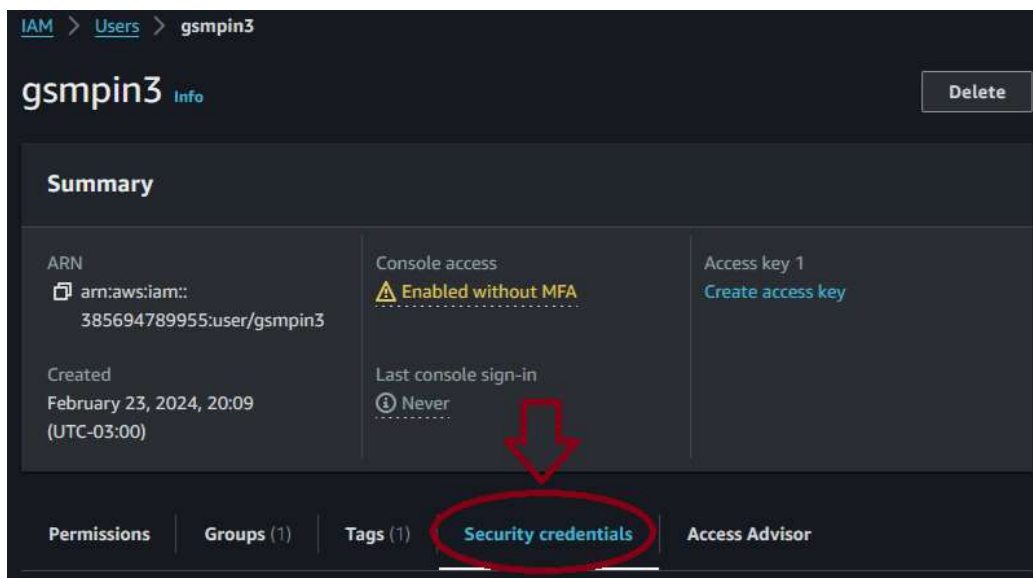 IAM > Users > gsmpin3
gsmpin3 Info
Delete
Summary
ARN
arn:aws:iam::
385694789955:user/gsmpin3
Console access
Enabled without MFA
Access key 1
Create access key
Created
February 23, 2024, 20:09
(UTC-03:00)
Last console sign-in
Never
Permissions Groups (1) Tags (1) Security credentials Access Advisor